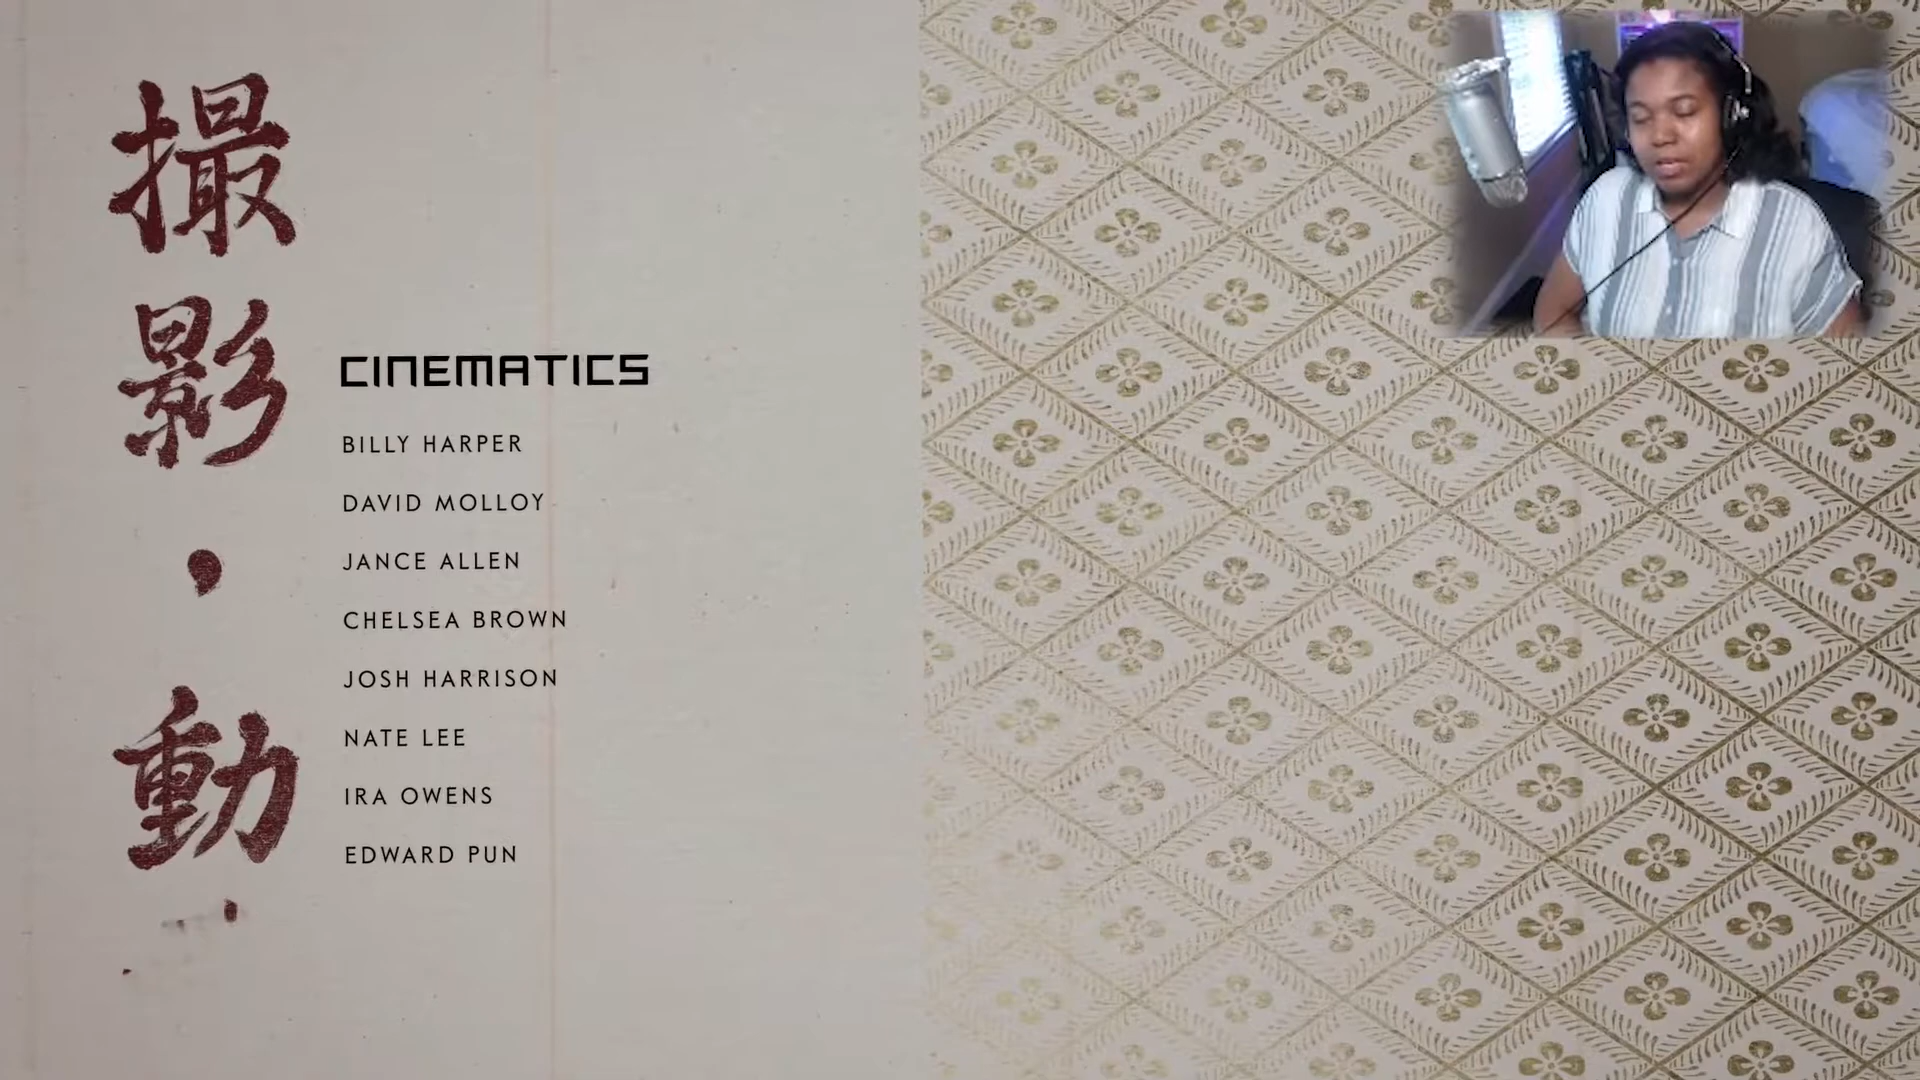 撮影・動
CINEMATICS
BILLY HARPER
DAVID MOLLOY
JANCE ALLEN
CHELSEA BROWN
JOSH HARRISON
NATE LEE
IRA OWENS
EDWARD PUN